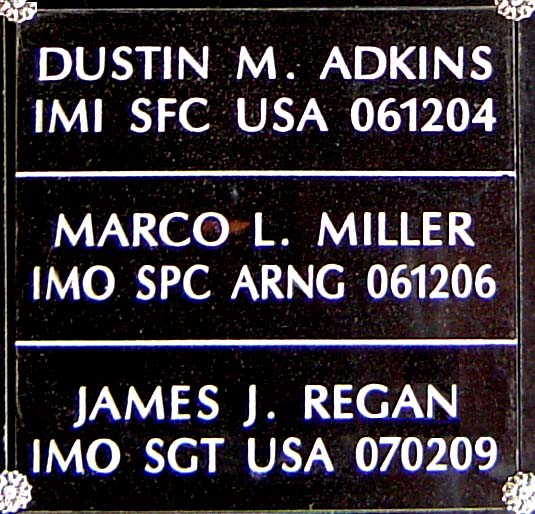 DUSTIN M. ADKINS
IMI SFC USA 061204
MARCO L. MILLER
IMO SPC ARNG 061206
JAMES J. REGAN
IMO SGT USA 070209